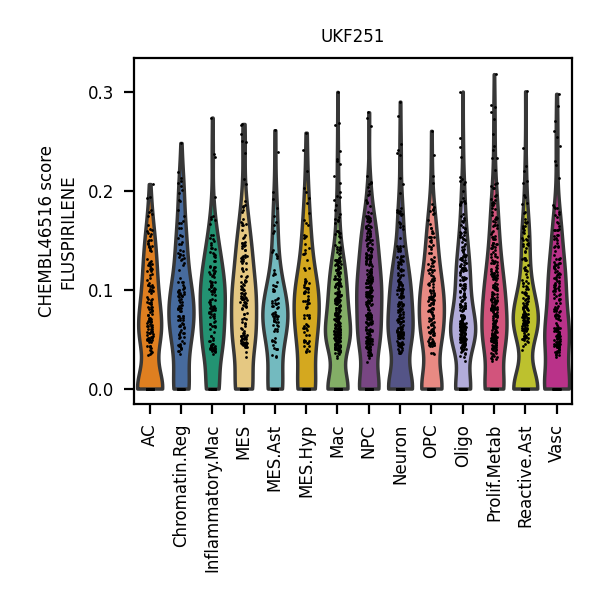 UKF251
CHEMBL46516 score
FLUSPIRILENE
0.3
0.2
0.1
0.0
AC
Chromatin.Reg
Inflammatory.Mac
MES
MES.Ast
MES.Hyp
Mac
NPC
Neuron
OPC
Oligo
Prolif.Metab
Reactive.Ast
Vasc